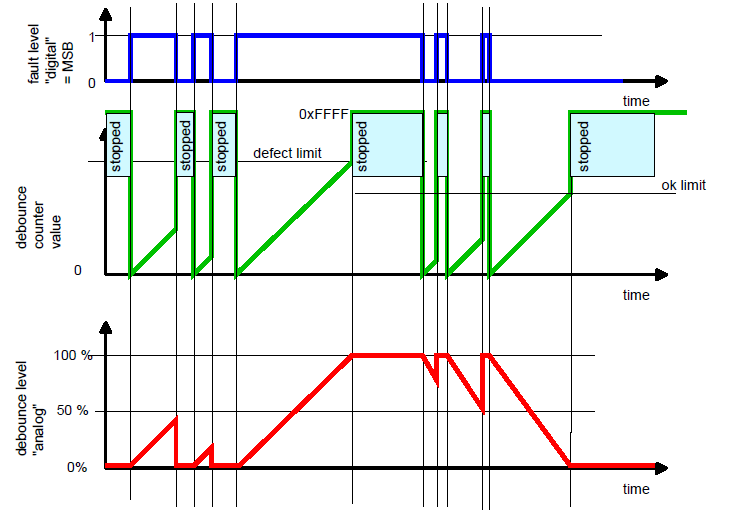 fault level
"digital"
= MSB
1
0
time
0xFFFF
stopped
stopped
stopped
stopped
stopped
defect limit
ok limit
debounce
counter
value
0
time
debounce level
"analog"
100 %
50 %
0%
time